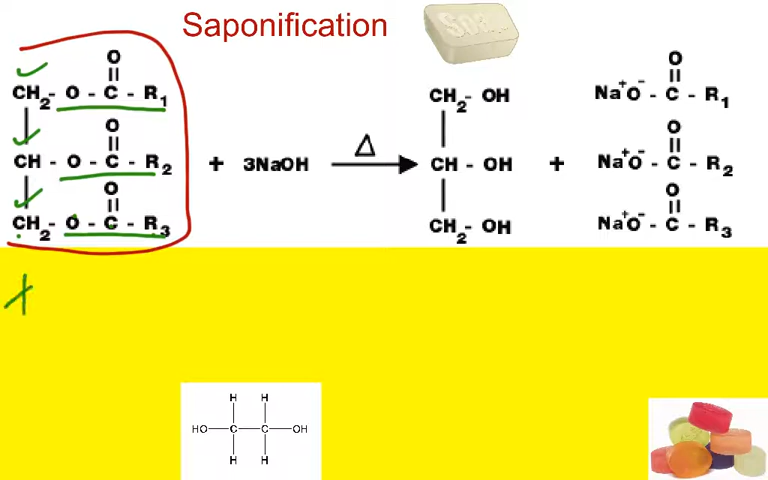 Saponification
O O
CH2- O - C - R1 CH2- OH Na+O- - C - R1
O O
CH - O - C - R2 + 3NaOH Δ CH - OH + Na+O- - C - R2
O O
CH2- O - C - R3 CH2- OH Na+O- - C - R3
H H
HO C C OH
H H